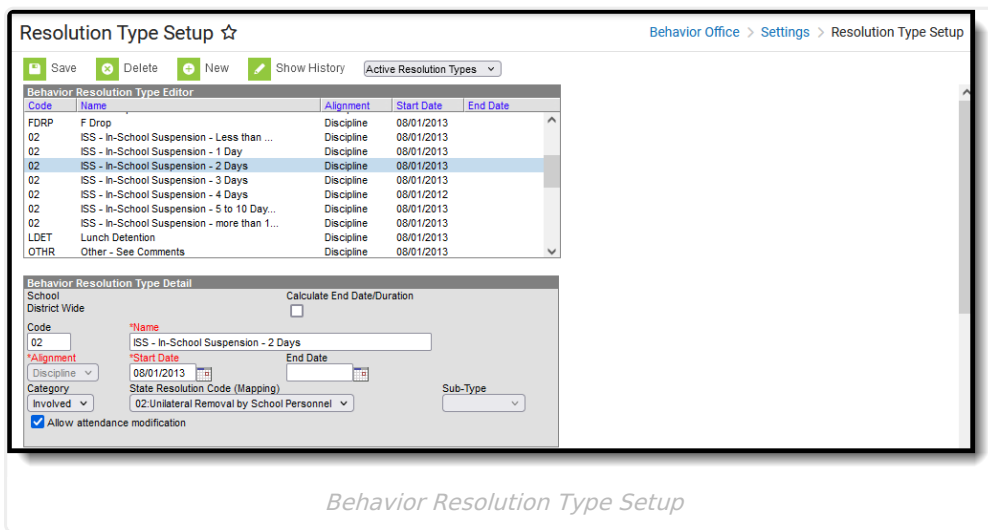 Resolution Type Setup ☆
Behavior Office > Settings > Resolution Type Setup
Save Delete New Show History Active Resolution Types
Behavior Resolution Type Editor
Code Name Alignment Start Date End Date
FDRP F Drop Discipline 08/01/2013
02 ISS - In-School Suspension - Less than ... Discipline 08/01/2013
02 ISS - In-School Suspension - 1 Day Discipline 08/01/2013
02 ISS - In-School Suspension - 2 Days Discipline 08/01/2013
02 ISS - In-School Suspension - 3 Days Discipline 08/01/2013
02 ISS - In-School Suspension - 4 Days Discipline 08/01/2012
02 ISS - In-School Suspension - 5 to 10 Day... Discipline 08/01/2013
02 ISS - In-School Suspension - more than 1... Discipline 08/01/2013
LDET Lunch Detention Discipline 08/01/2013
OTHR Other - See Comments Discipline 08/01/2013
Behavior Resolution Type Detail
School Calculate End Date/Duration
District Wide
Code *Name
02 ISS - In-School Suspension - 2 Days
*Alignment *Start Date End Date
Discipline 08/01/2013
Category State Resolution Code (Mapping) Sub-Type
Involved 02:Unilateral Removal by School Personnel
Allow attendance modification
Behavior Resolution Type Setup